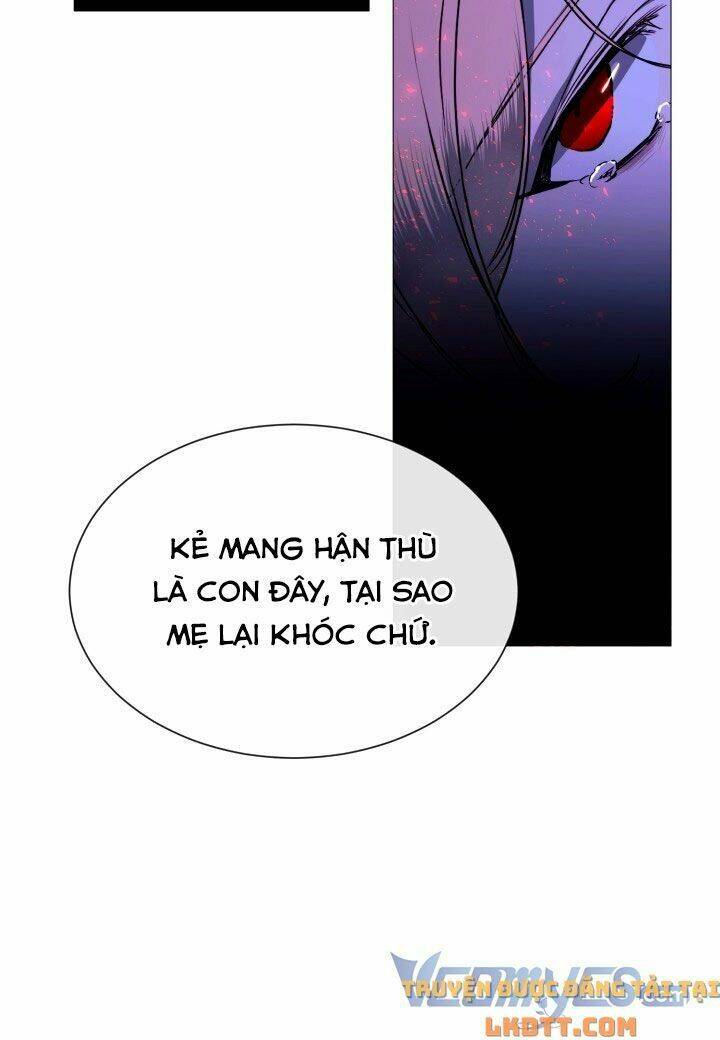 KẺ MANG HẬN THÙ
LÀ CON ĐÂY, TẠI SAO
MẸ LẠI KHÓC CHỨ.
TRUYỆN ĐƯỢC ĐĂNG TẢI TẠI
LKDTT.COM